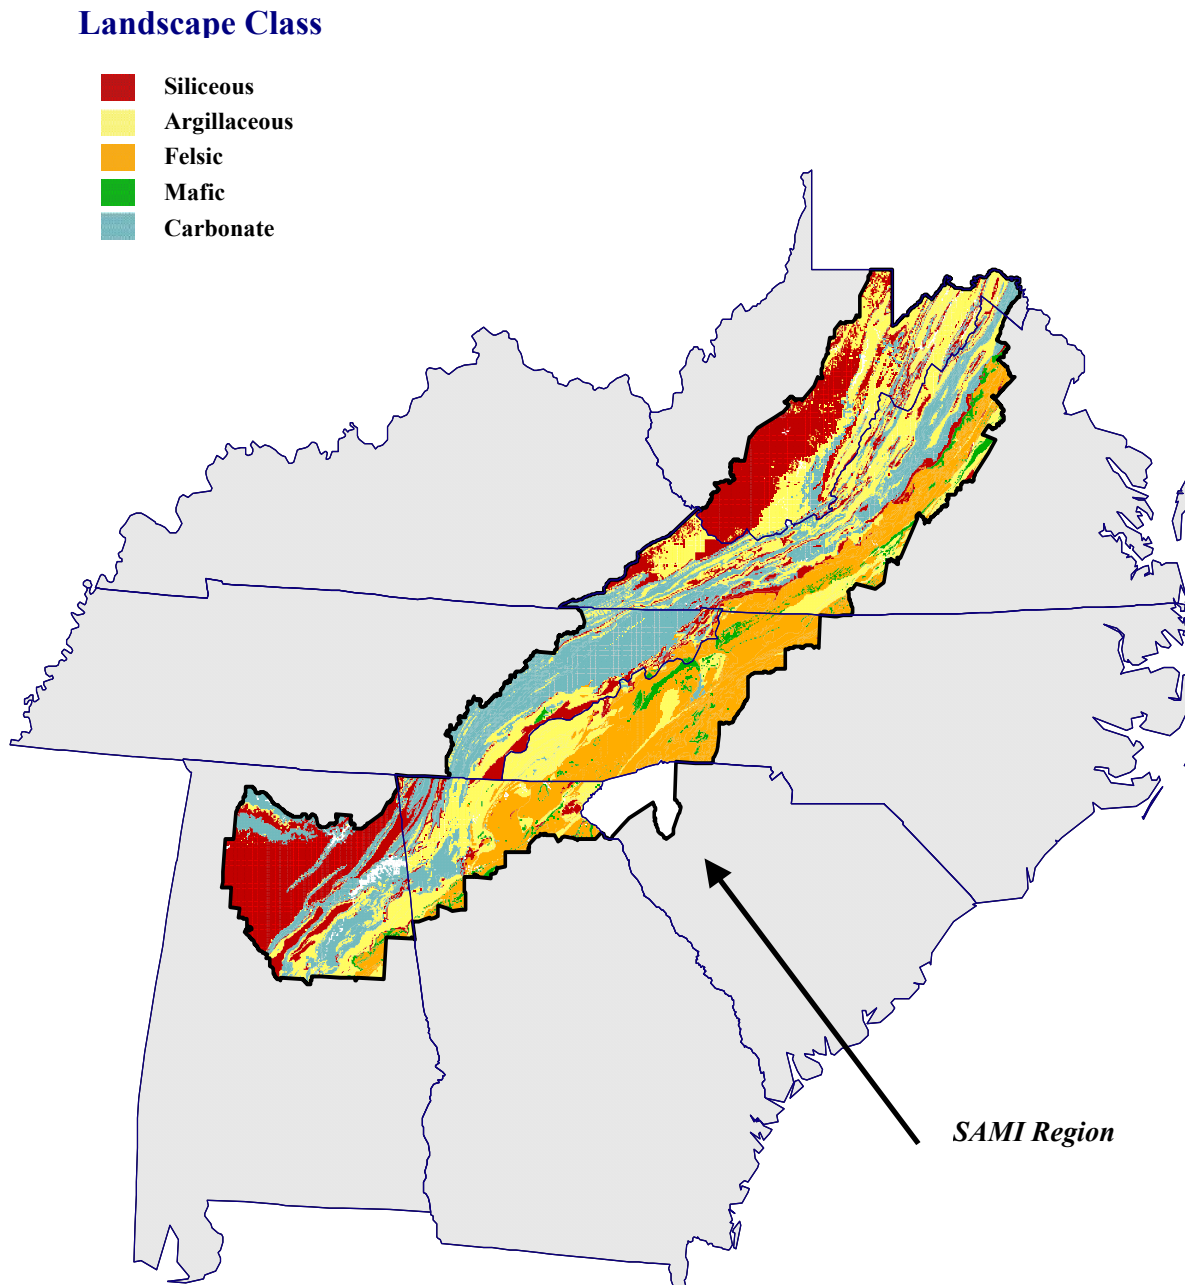 Landscape Class
Siliceous
Argillaceous
Felsic
Mafic
Carbonate
SAMI Region